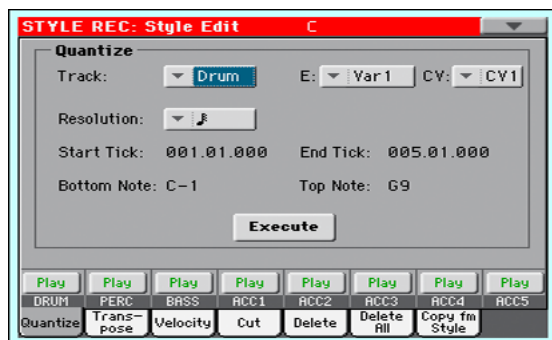 STYLE REC: Style Edit C
Quantize
Track: Drum E: Var1 CV: CV1
Resolution:
Start Tick: 001.01.000 End Tick: 005.01.000
Bottom Note: C-1 Top Note: G9
Execute
Play Play Play Play Play Play Play Play
DRUM PERC BASS ACC1 ACC2 ACC3 ACC4 ACC5
Quantize Trans- Velocity Cut Delete Delete Copy fm
pose All Style